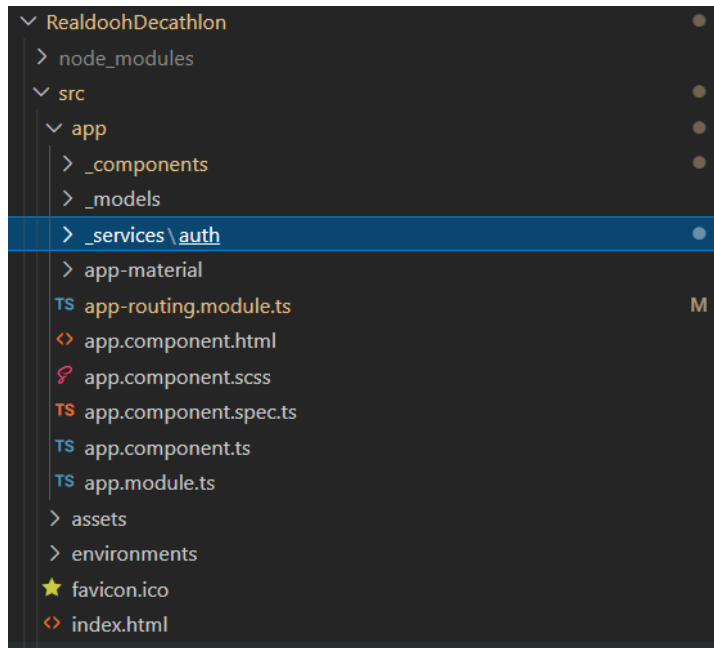 RealdoohDecathlon
node_modules
src
app
_components
_models
_services\auth
app-material
TS app-routing.module.ts M
<> app.component.html
app.component.scss
TS app.component.spec.ts
TS app.component.ts
TS app.module.ts
assets
environments
favicon.ico
<> index.html